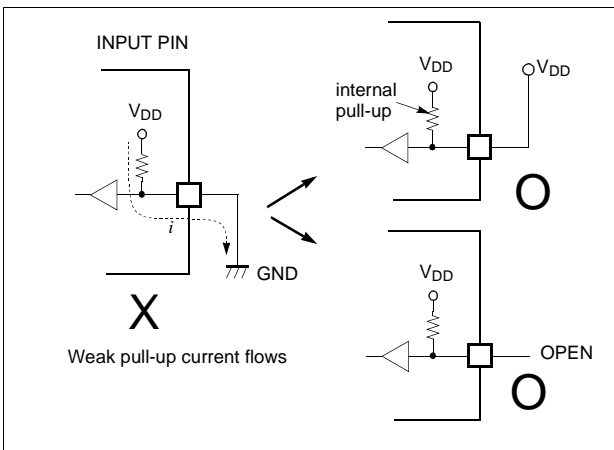 INPUT PIN
VDD
i
GND
X
Weak pull-up current flows
internal
pull-up
VDD
VDD
O
VDD
OPEN
O